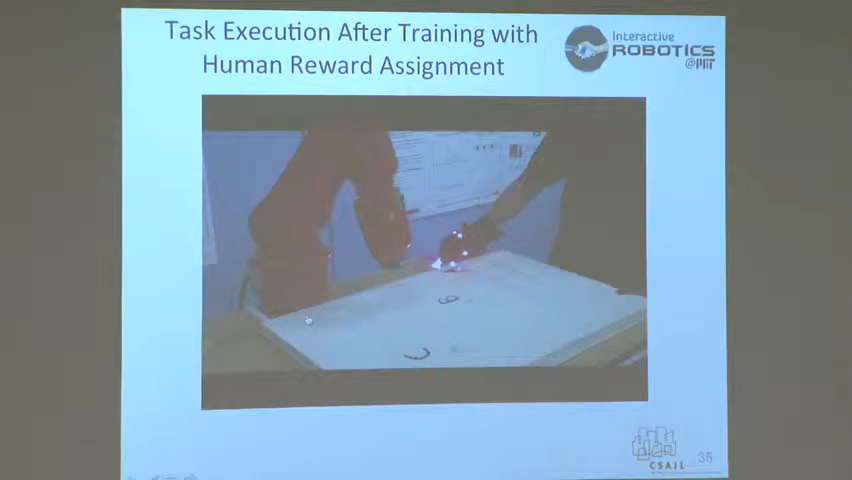 Task Execution After Training with
Human Reward Assignment
Interactive
ROBOTICS
@MIT
B
C
CSAIL
35